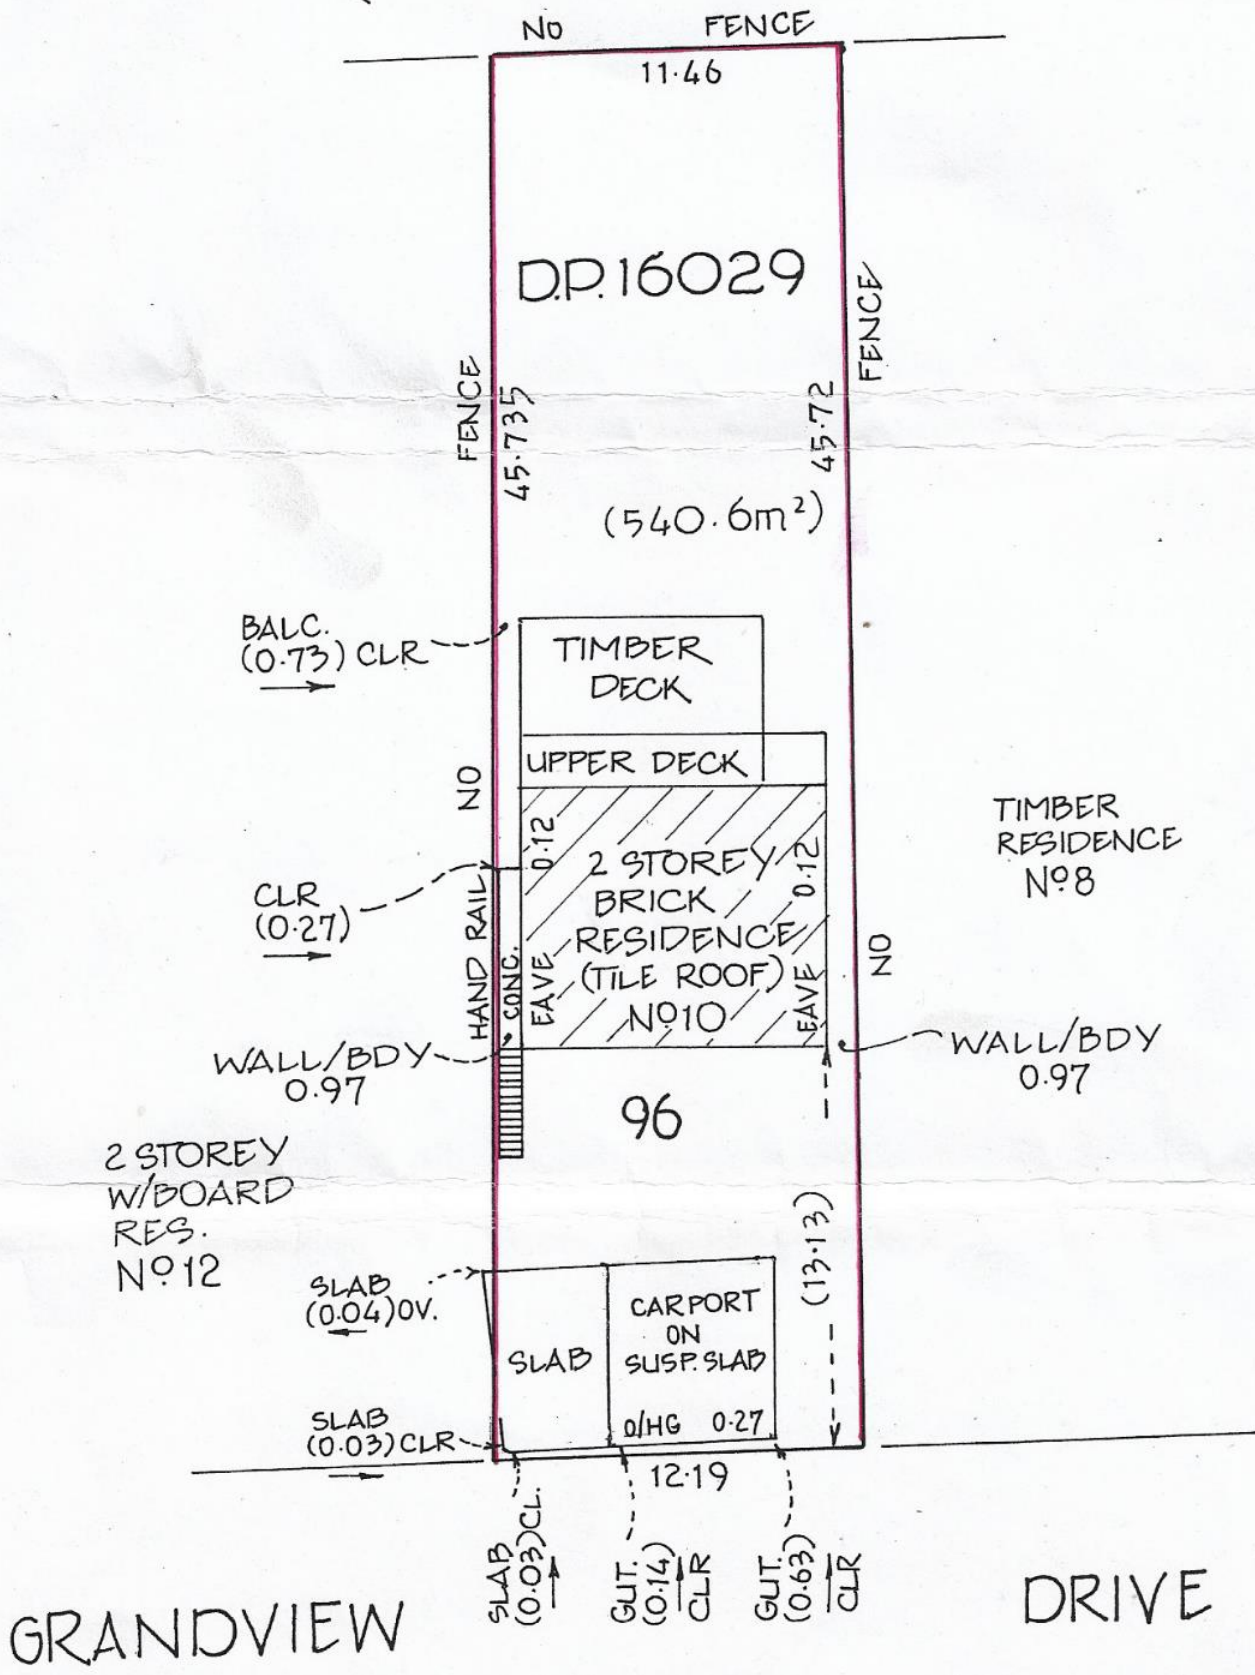 NO FENCE
11.46
D.P. 16029
FENCE
FENCE
45.735
45.72
(540.6m²)
BALC.
(0.73) CLR
TIMBER
DECK
UPPER DECK
NO
0.12
0.12
2 STOREY
BRICK
RESIDENCE
(TILE ROOF)
Nº10
EAVE
EAVE
TIMBER
RESIDENCE
Nº8
CLR
(0.27)
HAND RAIL
CONC.
NO
WALL/BDY
0.97
WALL/BDY
0.97
96
2 STOREY
W/BOARD
RES.
Nº12
(13.13)
SLAB
(0.04) OV.
CARPORT
ON
SUSP. SLAB
SLAB
O/HG 0.27
SLAB
(0.03) CLR
12.19
SLAB
(0.03) CL.
GUT.
(0.14)
CLR
GUT.
(0.63)
CLR
GRANDVIEW DRIVE